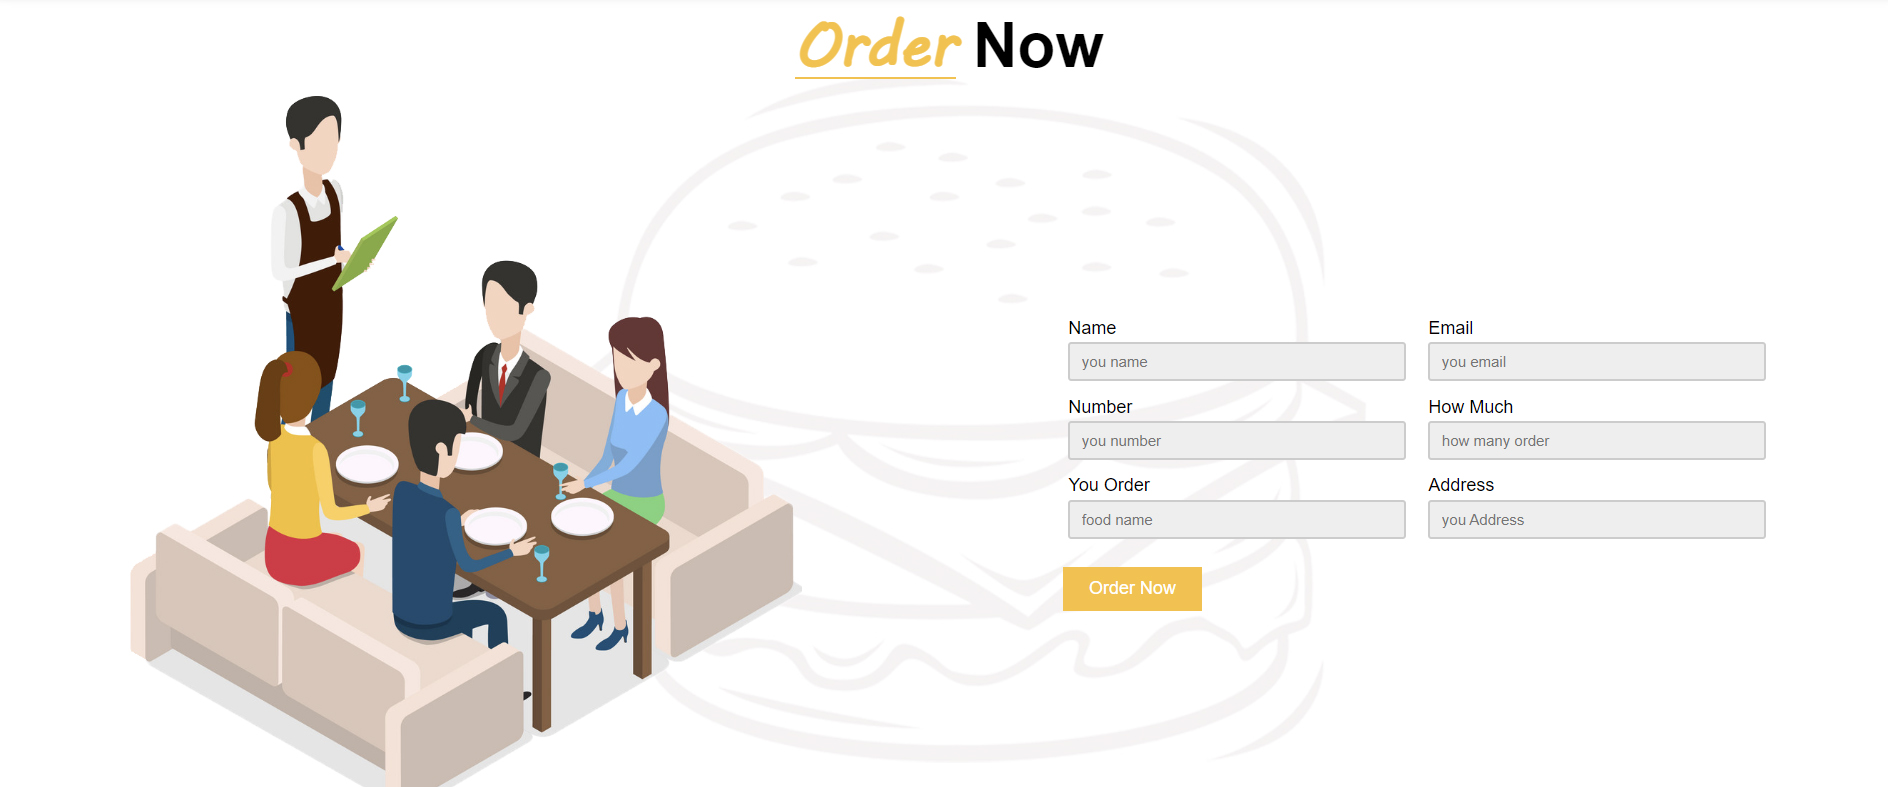 Order Now
Name
Email
you name
you email
Number
How Much
you number
how many order
You Order
Address
food name
you Address
Order Now